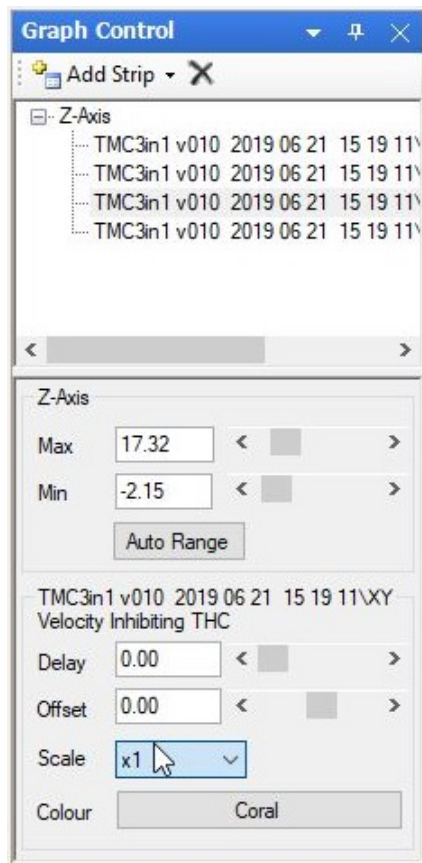 Graph Control
Add Strip
Z-Axis
TMC3in1 v010 2019 06 21 15 19 11\
TMC3in1 v010 2019 06 21 15 19 11\
TMC3in1 v010 2019 06 21 15 19 11\
TMC3in1 v010 2019 06 21 15 19 11\
Z-Axis
Max 17.32
Min -2.15
Auto Range
TMC3in1 v010 2019 06 21 15 19 11\XY
Velocity Inhibiting THC
Delay 0.00
Offset 0.00
Scale x1
Colour Coral